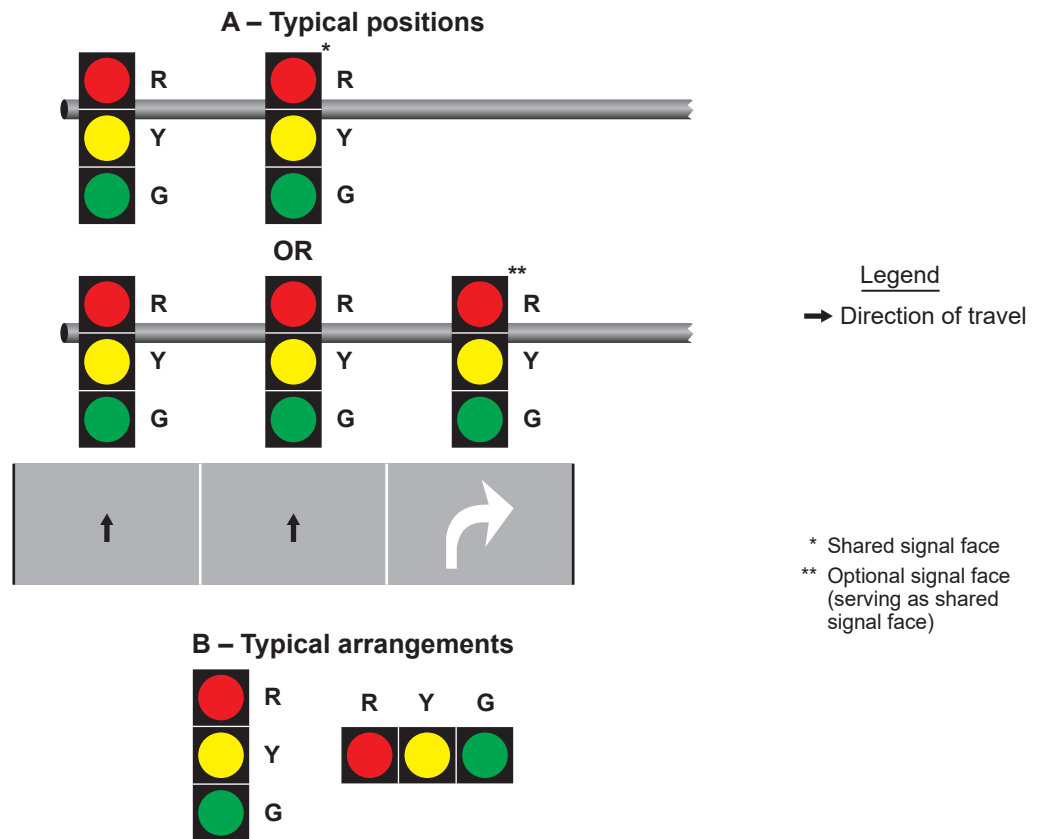 A – Typical positions
*
R R
Y Y
G G
OR
**
R R R
Y Y Y
G G G
Legend
Direction of travel
* Shared signal face
** Optional signal face
(serving as shared
signal face)
B – Typical arrangements
R
Y
G
R Y G